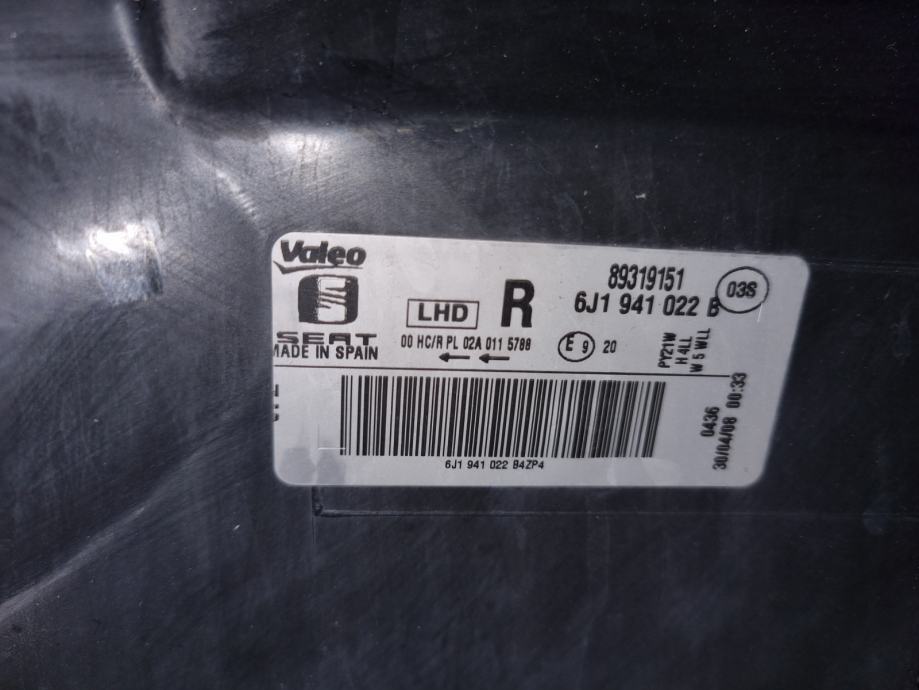 Valeo
SEAT
MADE IN SPAIN
LHD
R
00 HC/R PL 02A 011 5788
89319151
6J1 941 022 B
03S
E 9 20
PY21W
H 4LL
W 5 WLL
6J1 941 022 B4ZP4
0436
30/04/08 00:33